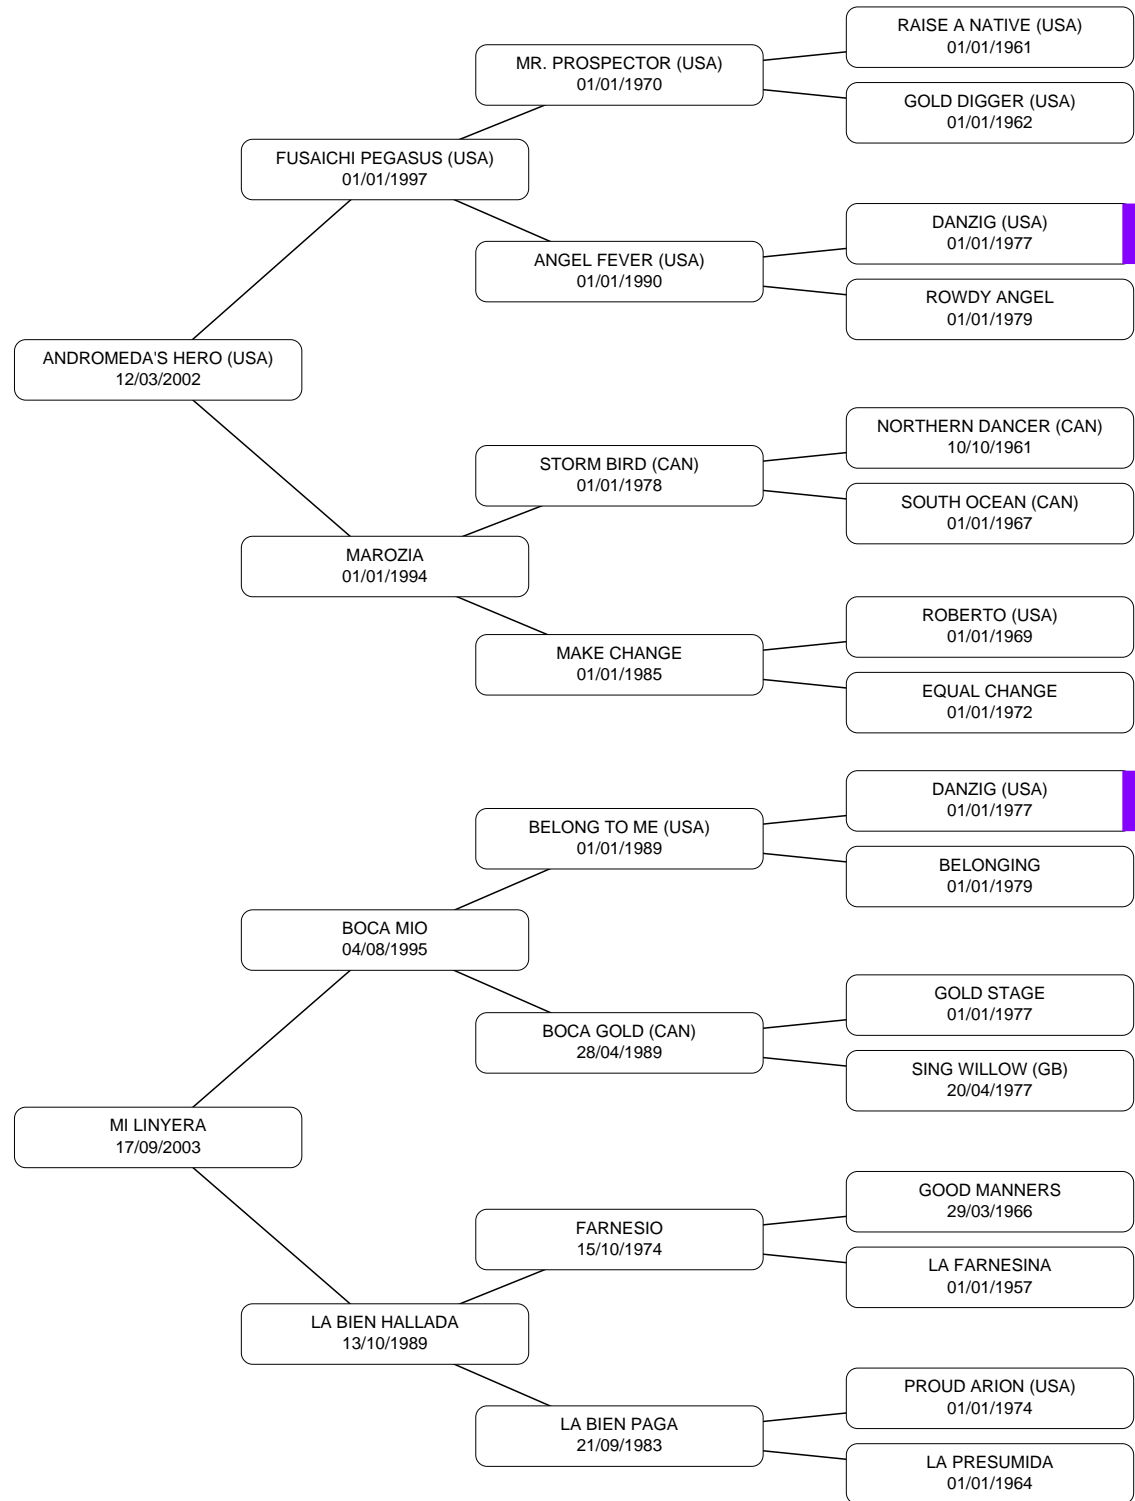 RAISE A NATIVE (USA)
01/01/1961
MR. PROSPECTOR (USA)
01/01/1970
GOLD DIGGER (USA)
01/01/1962
FUSAICHI PEGASUS (USA)
01/01/1997
DANZIG (USA)
01/01/1977
ANGEL FEVER (USA)
01/01/1990
ROWDY ANGEL
01/01/1979
ANDROMEDA'S HERO (USA)
12/03/2002
NORTHERN DANCER (CAN)
10/10/1961
STORM BIRD (CAN)
01/01/1978
SOUTH OCEAN (CAN)
01/01/1967
MAROZIA
01/01/1994
ROBERTO (USA)
01/01/1969
MAKE CHANGE
01/01/1985
EQUAL CHANGE
01/01/1972
DANZIG (USA)
01/01/1977
BELONG TO ME (USA)
01/01/1989
BELONGING
01/01/1979
BOCA MIO
04/08/1995
GOLD STAGE
01/01/1977
BOCA GOLD (CAN)
28/04/1989
SING WILLOW (GB)
20/04/1977
MI LINYERA
17/09/2003
GOOD MANNERS
29/03/1966
FARNESIO
15/10/1974
LA FARNESINA
01/01/1957
LA BIEN HALLADA
13/10/1989
PROUD ARION (USA)
01/01/1974
LA BIEN PAGA
21/09/1983
LA PRESUMIDA
01/01/1964